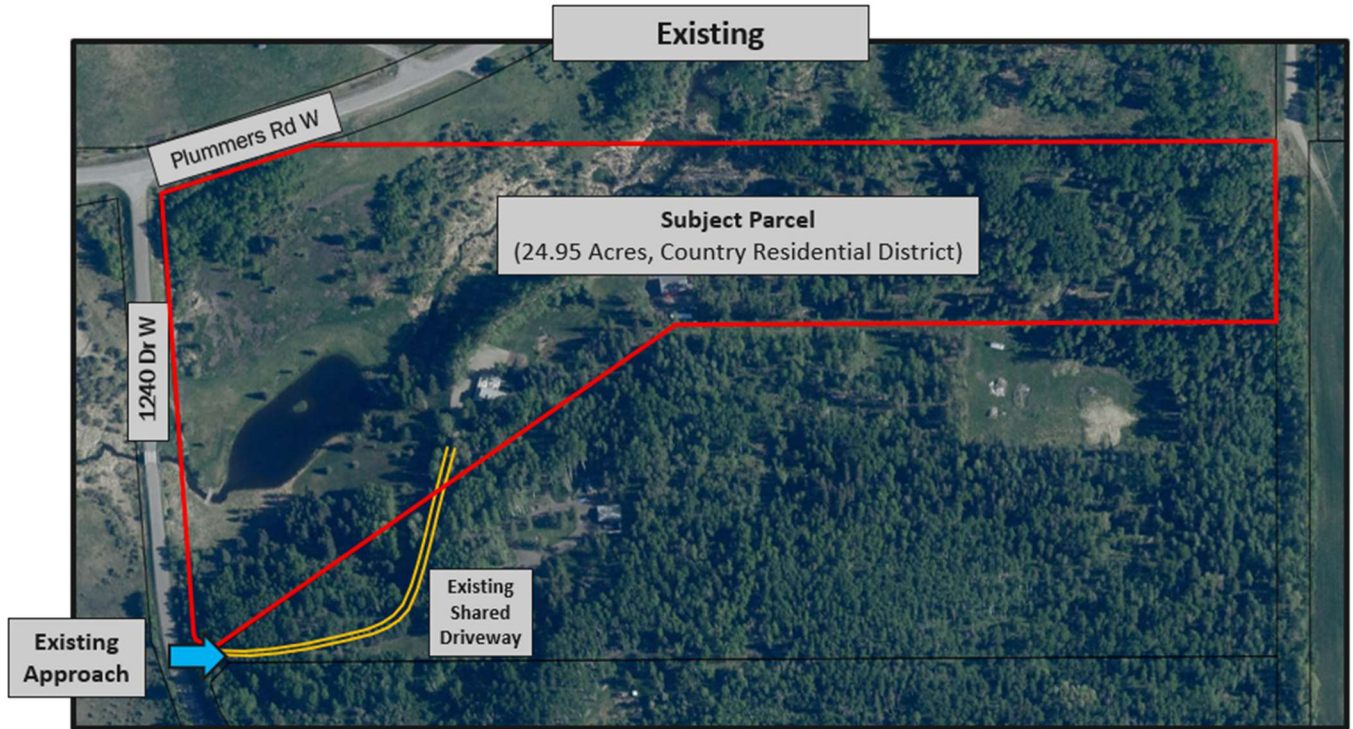 Existing
Plummers Rd W
Subject Parcel
(24.95 Acres, Country Residential District)
1240 Dr W
Existing
Shared
Driveway
Existing
Approach